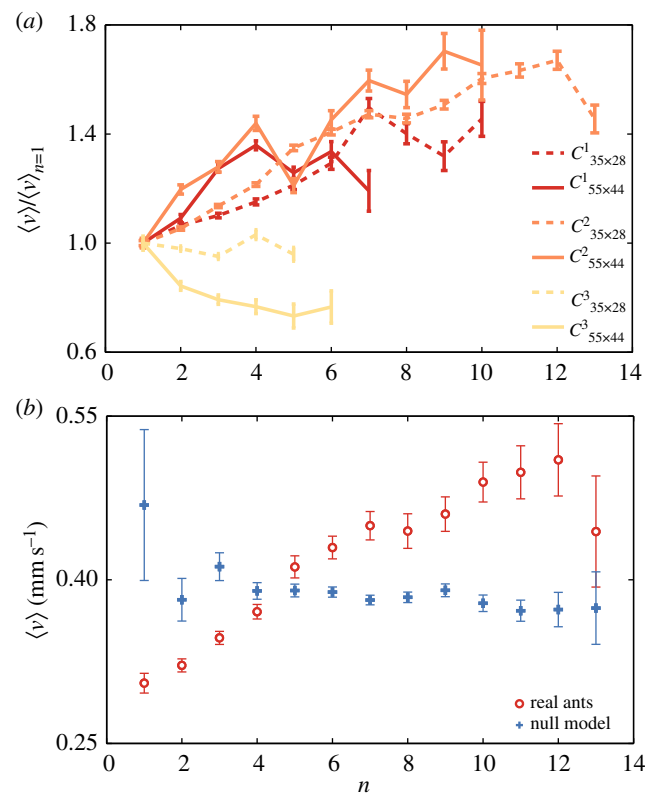 (a)
1.8
1.4
1.0
0.6
⟨v⟩/⟨v⟩n=1
C¹35×28
C¹55×44
C²35×28
C²55×44
C³35×28
C³55×44
0 2 4 6 8 10 12 14
(b)
0.55
0.40
0.25
⟨v⟩ (mm s⁻¹)
real ants
null model
0 2 4 6 8 10 12 14
n